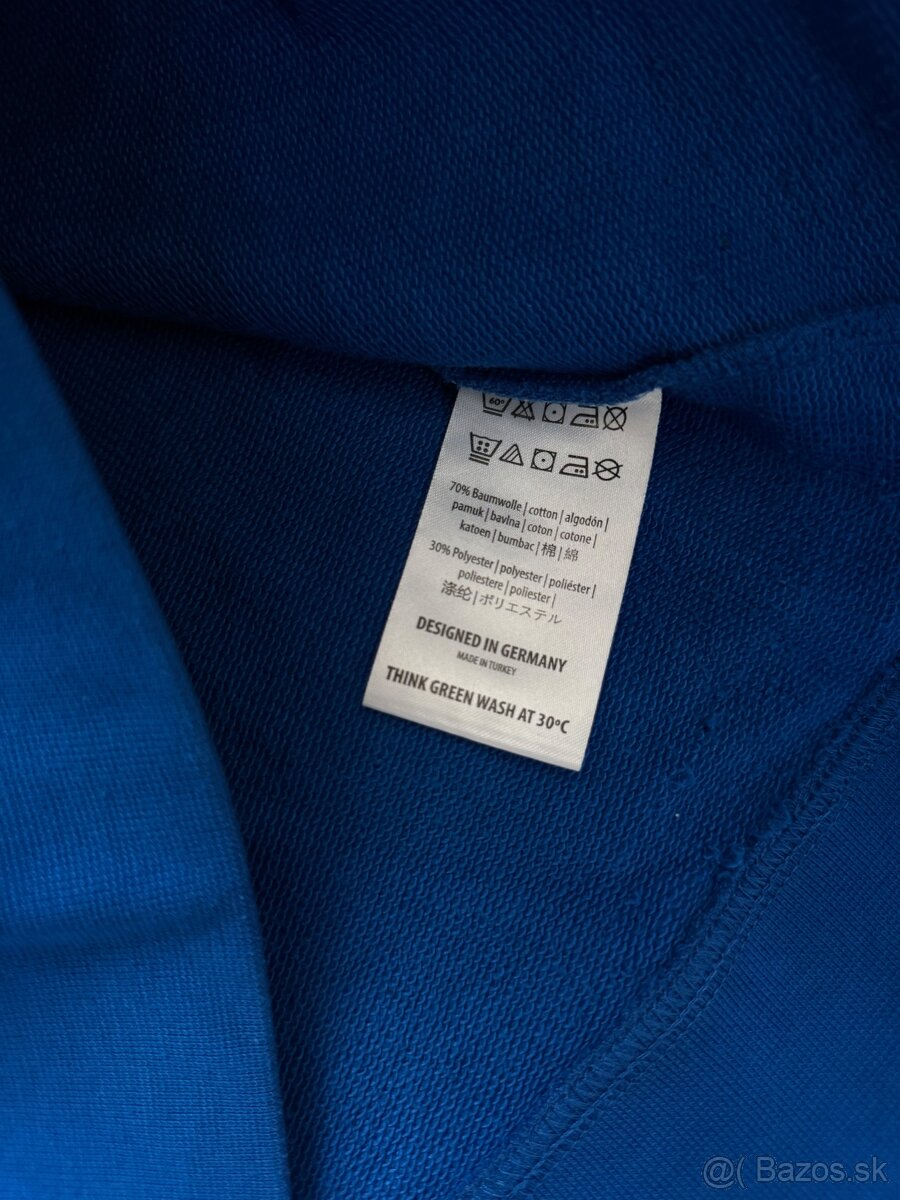 60°
70% Baumwolle | cotton | algodón |
pamuk | bavlna | coton | cotone |
katoen | bumbac | 棉 | 綿
30% Polyester | polyester | poliéster |
poliestere | poliester |
涤纶 | ポリエステル
DESIGNED IN GERMANY
MADE IN TURKEY
THINK GREEN WASH AT 30ºC
@( Bazos.sk